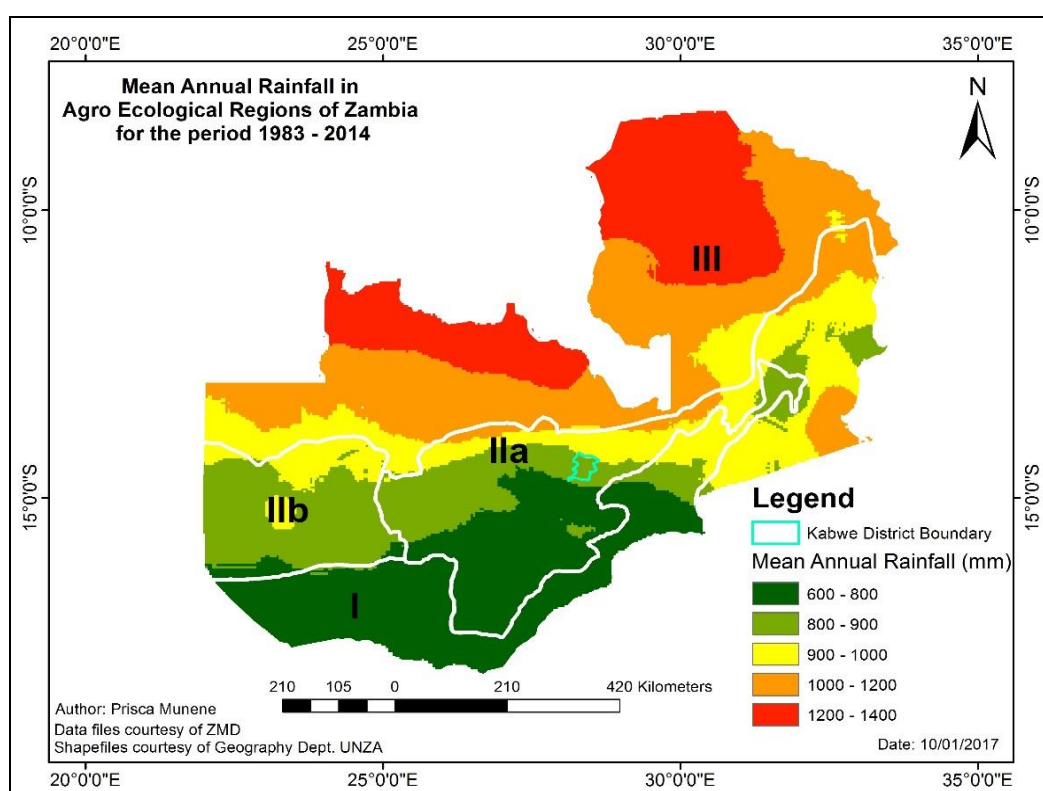 20°0'0"E 25°0'0"E 30°0'0"E 35°0'0"E
Mean Annual Rainfall in
Agro Ecological Regions of Zambia
for the period 1983 - 2014
N
10°0'0"S
10°0'0"S
III
IIa
IIb
15°0'0"S
15°0'0"S
I
Legend
Kabwe District Boundary
Mean Annual Rainfall (mm)
600 - 800
800 - 900
900 - 1000
1000 - 1200
1200 - 1400
210 105 0 210 420 Kilometers
Author: Prisca Munene
Data files courtesy of ZMD
Shapefiles courtesy of Geography Dept. UNZA
Date: 10/01/2017
20°0'0"E 25°0'0"E 30°0'0"E 35°0'0"E